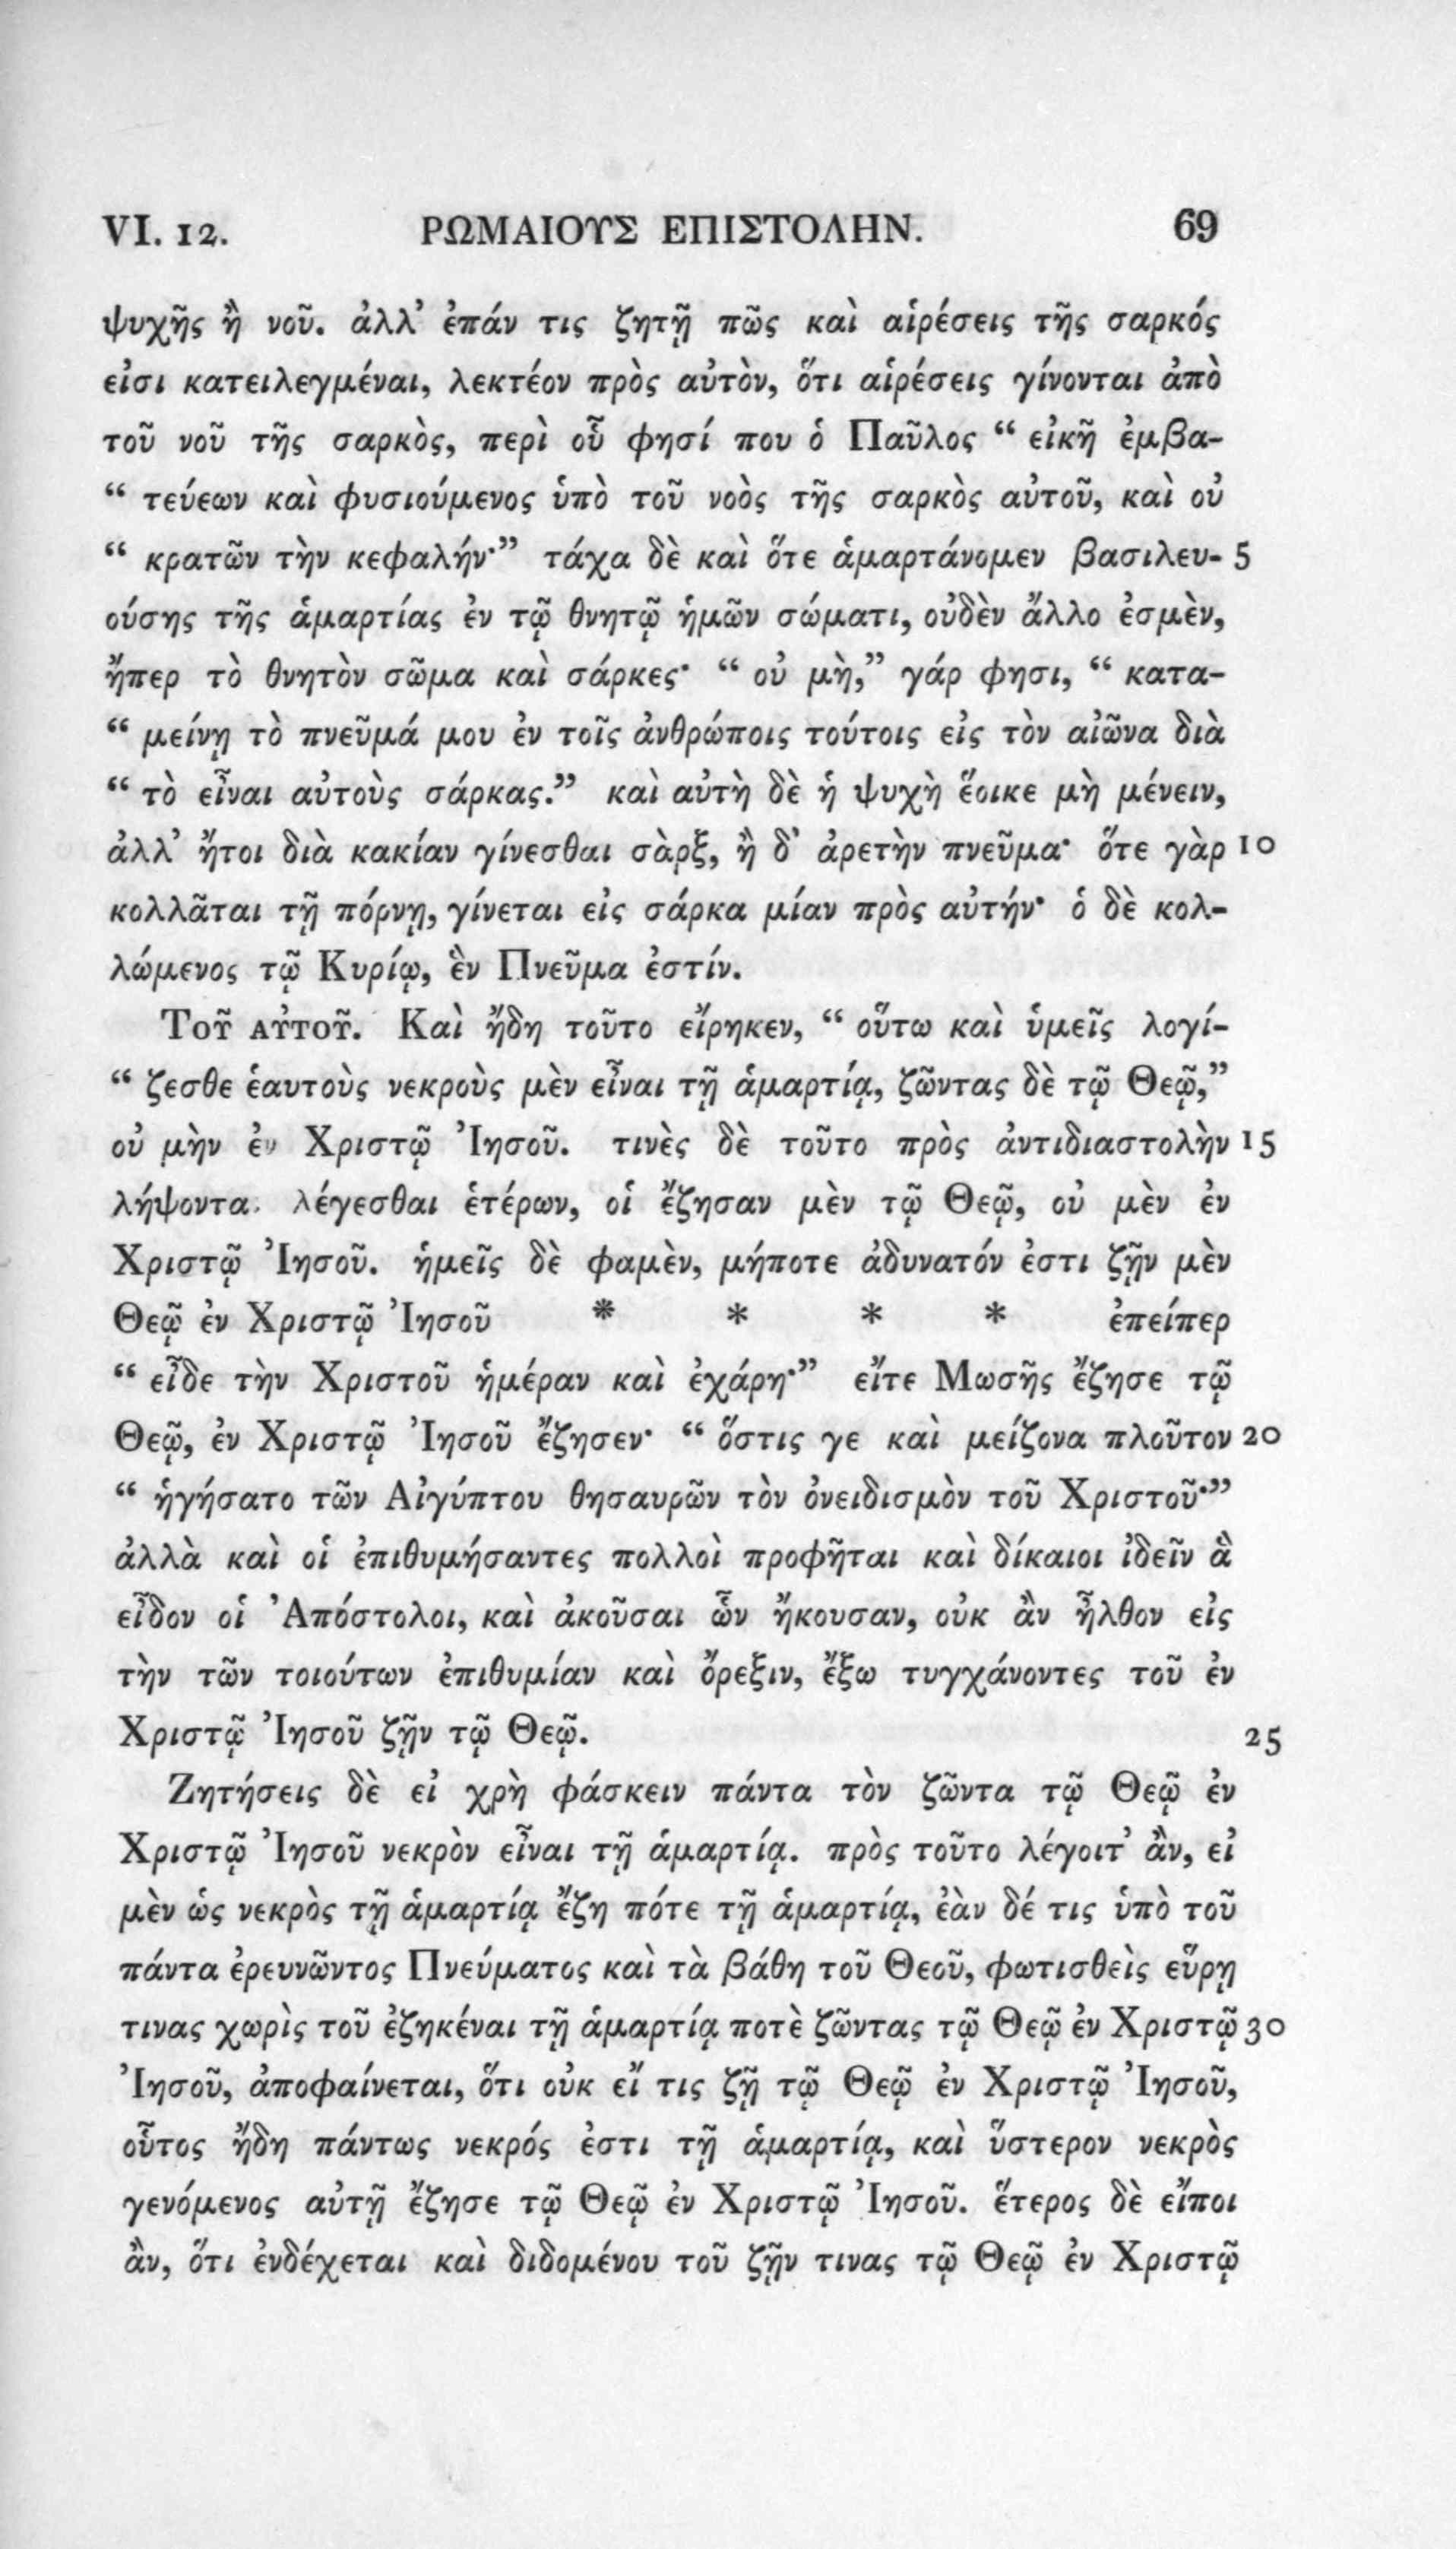 VI. 12. ΡΩΜΑΙΟΥΣ ΕΠΙΣΤΟΛΗΝ. 69
ψυχῆς ἢ νοῦ. ἀλλ’ ἐπάν τις ζητῇ πῶς καὶ αἱρέσεις τῆς σαρκός
εἰσι κατειλεγμέναι, λεκτέον πρὸς αὐτὸν, ὅτι αἱρέσεις γίνονται ἀπὸ
τοῦ νοῦ τῆς σαρκὸς, περὶ οὗ φησί που ὁ Παῦλος “ εἰκῆ ἐμβα-
“ τεύεων καὶ φυσιούμενος ὑπὸ τοῦ νοὸς τῆς σαρκὸς αὐτοῦ, καὶ οὐ
“ κρατῶν τὴν κεφαλήν·” τάχα δὲ καὶ ὅτε ἁμαρτάνομεν βασιλευ- 5
ούσης τῆς ἁμαρτίας ἐν τῷ θνητῷ ἡμῶν σώματι, οὐδὲν ἄλλο ἐσμὲν,
ἤπερ τὸ θνητὸν σῶμα καὶ σάρκες· “ οὐ μὴ,” γάρ φησι, “ κατα-
“ μείνῃ τὸ πνεῦμά μου ἐν τοῖς ἀνθρώποις τούτοις εἰς τὸν αἰῶνα διὰ
“ τὸ εἶναι αὐτοὺς σάρκας.” καὶ αὐτὴ δὲ ἡ ψυχὴ ἔοικε μὴ μένειν,
ἀλλ’ ἤτοι διὰ κακίαν γίνεσθαι σὰρξ, ἢ δ’ ἀρετὴν πνεῦμα· ὅτε γὰρ 10
κολλᾶται τῇ πόρνῃ, γίνεται εἰς σάρκα μίαν πρὸς αὐτήν· ὁ δὲ κολ-
λώμενος τῷ Κυρίῳ, ἓν Πνεῦμα ἐστίν.
Τοῦ αὐτοῦ. Καὶ ἤδη τοῦτο εἴρηκεν, “ οὕτω καὶ ὑμεῖς λογί-
“ ζεσθε ἑαυτοὺς νεκροὺς μὲν εἶναι τῇ ἁμαρτίᾳ, ζῶντας δὲ τῷ Θεῷ,”
οὐ μὴν ἐν Χριστῷ Ἰησοῦ. τινὲς δὲ τοῦτο πρὸς ἀντιδιαστολὴν 15
λήψονται λέγεσθαι ἑτέρων, οἱ ἔζησαν μὲν τῷ Θεῷ, οὐ μὲν ἐν
Χριστῷ Ἰησοῦ. ἡμεῖς δὲ φαμὲν, μήποτε ἀδυνατόν ἐστι ζῇν μὲν
Θεῷ ἐν Χριστῷ Ἰησοῦ * * * * ἐπείπερ
“ εἶδε τὴν Χριστοῦ ἡμέραν καὶ ἐχάρη·” εἴτε Μωσῆς ἔζησε τῷ
Θεῷ, ἐν Χριστῷ Ἰησοῦ ἔζησεν· “ ὅστις γε καὶ μείζονα πλοῦτον 20
“ ἡγήσατο τῶν Αἰγύπτου θησαυρῶν τὸν ὀνειδισμὸν τοῦ Χριστοῦ·”
ἀλλὰ καὶ οἱ ἐπιθυμήσαντες πολλοὶ προφῆται καὶ δίκαιοι ἰδεῖν ἃ
εἶδον οἱ Ἀπόστολοι, καὶ ἀκοῦσαι ὧν ἤκουσαν, οὐκ ἂν ἦλθον εἰς
τὴν τῶν τοιούτων ἐπιθυμίαν καὶ ὄρεξιν, ἔξω τυγχάνοντες τοῦ ἐν
Χριστῷ Ἰησοῦ ζῇν τῷ Θεῷ. 25
Ζητήσεις δὲ εἰ χρὴ φάσκειν πάντα τὸν ζῶντα τῷ Θεῷ ἐν
Χριστῷ Ἰησοῦ νεκρὸν εἶναι τῇ ἁμαρτίᾳ. πρὸς τοῦτο λέγοιτ’ ἂν, εἰ
μὲν ὡς νεκρὸς τῇ ἁμαρτίᾳ ἔζη πότε τῇ ἁμαρτίᾳ, ἐὰν δέ τις ὑπὸ τοῦ
πάντα ἐρευνῶντος Πνεύματος καὶ τὰ βάθη τοῦ Θεοῦ, φωτισθεὶς εὕρῃ
τινας χωρὶς τοῦ ἐζηκέναι τῇ ἁμαρτίᾳ ποτὲ ζῶντας τῷ Θεῷ ἐν Χριστῷ 30
Ἰησοῦ, ἀποφαίνεται, ὅτι οὐκ εἴ τις ζῇ τῷ Θεῷ ἐν Χριστῷ Ἰησοῦ,
οὗτος ἤδη πάντως νεκρός ἐστι τῇ ἁμαρτίᾳ, καὶ ὕστερον νεκρὸς
γενόμενος αὐτῇ ἔζησε τῷ Θεῷ ἐν Χριστῷ Ἰησοῦ. ἕτερος δὲ εἴποι
ἂν, ὅτι ἐνδέχεται καὶ διδομένου τοῦ ζῇν τινας τῷ Θεῷ ἐν Χριστῷ